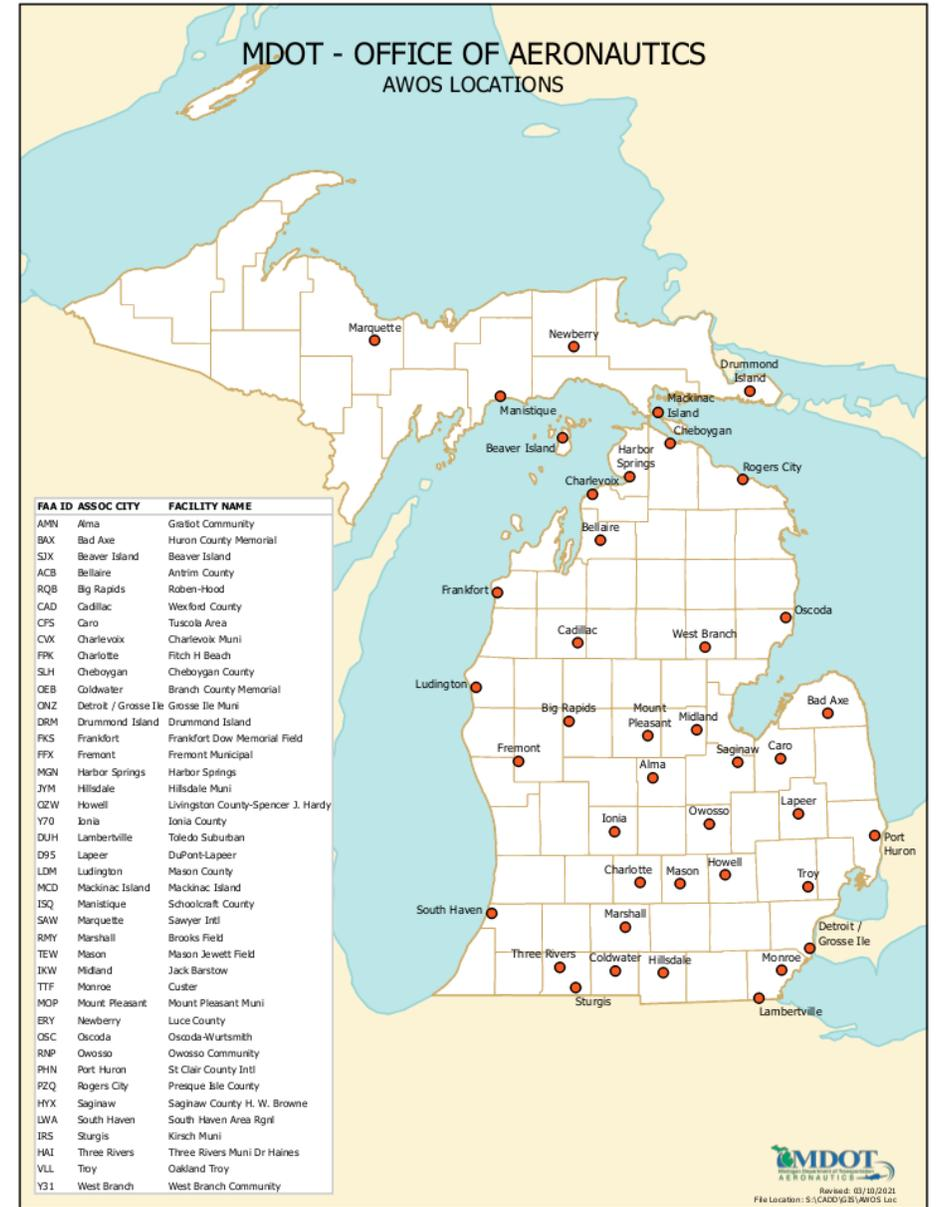 MDOT - OFFICE OF AERONAUTICS
AWOS LOCATIONS
Marquette
Newberry
Drummond
Island
Manistique
Mackinac
Island
Cheboygan
Beaver Island
Harbor
Springs
Charlevoix
Rogers City
Bellaire
Frankfort
Oscoda
Cadillac
West Branch
Ludington
Big Rapids
Mount
Pleasant
Midland
Bad Axe
Fremont
Saginaw
Caro
Alma
Ionia
Owosso
Lapeer
Port
Huron
Charlotte
Mason
Howell
Troy
South Haven
Marshall
Detroit /
Grosse Ile
Three Rivers
Coldwater
Hillsdale
Monroe
Sturgis
Lambertville
FAA ID ASSOC CITY FACILITY NAME
AMN Alma Gratiot Community
BAX Bad Axe Huron County Memorial
SJX Beaver Island Beaver Island
ACB Bellaire Antrim County
RQB Big Rapids Roben-Hood
CAD Cadillac Wexford County
CFS Caro Tuscola Area
CVX Charlevoix Charlevoix Muni
FPK Charlotte Fitch H Beach
SLH Cheboygan Cheboygan County
OEB Coldwater Branch County Memorial
ONZ Detroit / Grosse Ile Grosse Ile Muni
DRM Drummond Island Drummond Island
FKS Frankfort Frankfort Dow Memorial Field
FFX Fremont Fremont Municipal
MGN Harbor Springs Harbor Springs
JYM Hillsdale Hillsdale Muni
OZW Howell Livingston County-Spencer J. Hardy
Y70 Ionia Ionia County
DUH Lambertville Toledo Suburban
D95 Lapeer DuPont-Lapeer
LDM Ludington Mason County
MCD Mackinac Island Mackinac Island
ISQ Manistique Schoolcraft County
SAW Marquette Sawyer Intl
RMY Marshall Brooks Field
TEW Mason Mason Jewett Field
IKW Midland Jack Barstow
TTF Monroe Custer
MOP Mount Pleasant Mount Pleasant Muni
ERY Newberry Luce County
OSC Oscoda Oscoda-Wurtsmith
RNP Owosso Owosso Community
PHN Port Huron St Clair County Intl
PZQ Rogers City Presque Isle County
HYX Saginaw Saginaw County H. W. Browne
LWA South Haven South Haven Area Rgnl
IRS Sturgis Kirsch Muni
HAI Three Rivers Three Rivers Muni Dr Haines
VLL Troy Oakland Troy
Y31 West Branch West Branch Community
MDOT
Michigan Department of Transportation
AERONAUTICS
Revised: 03/10/2021
File Location: S:\CADD\GIS\AWOS Loc